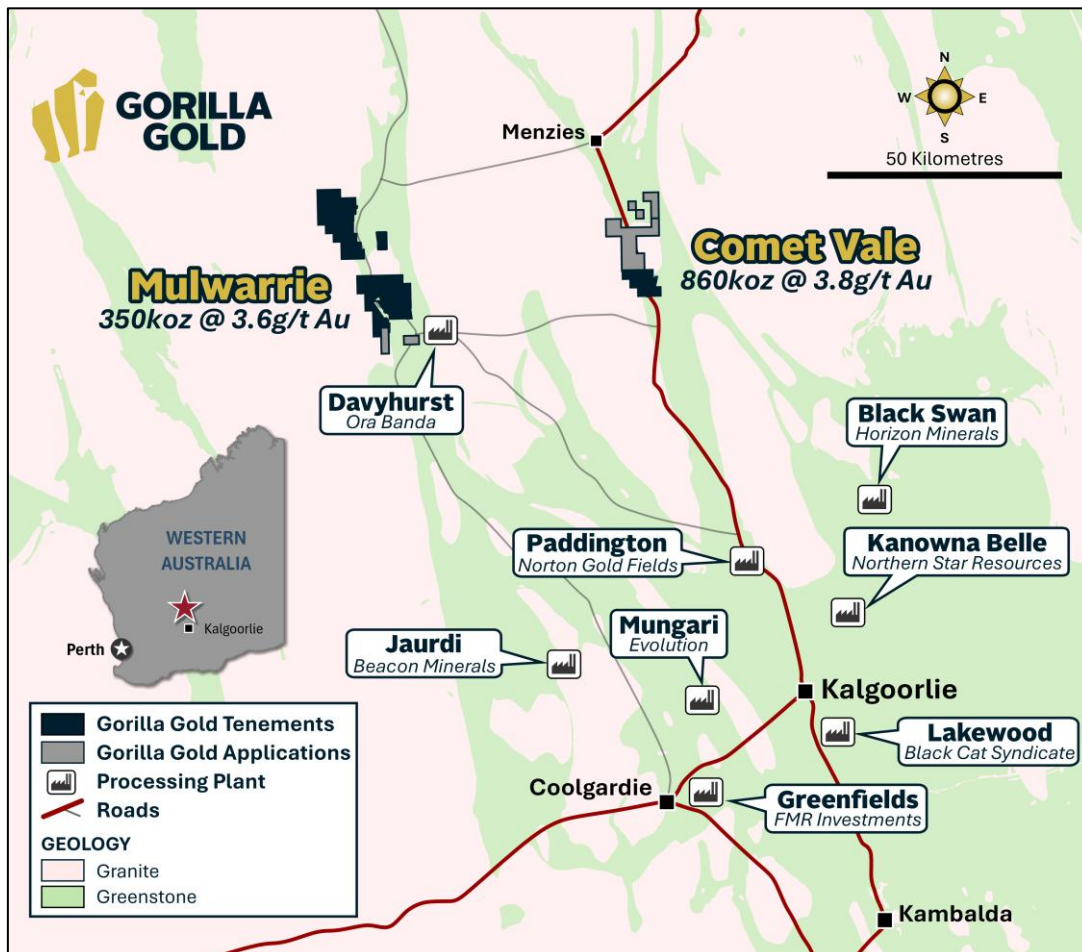 GORILLA
GOLD
N
W
E
S
50 Kilometres
Menzies
Mulwarrie
350koz @ 3.6g/t Au
Comet Vale
860koz @ 3.8g/t Au
Davyhurst
Ora Banda
Black Swan
Horizon Minerals
WESTERN
AUSTRALIA
Kalgoorlie
Perth
Paddington
Norton Gold Fields
Kanowna Belle
Northern Star Resources
Jaurdi
Beacon Minerals
Mungari
Evolution
Kalgoorlie
Lakewood
Black Cat Syndicate
Coolgardie
Greenfields
FMR Investments
Kambalda
Gorilla Gold Tenements
Gorilla Gold Applications
Processing Plant
Roads
GEOLOGY
Granite
Greenstone